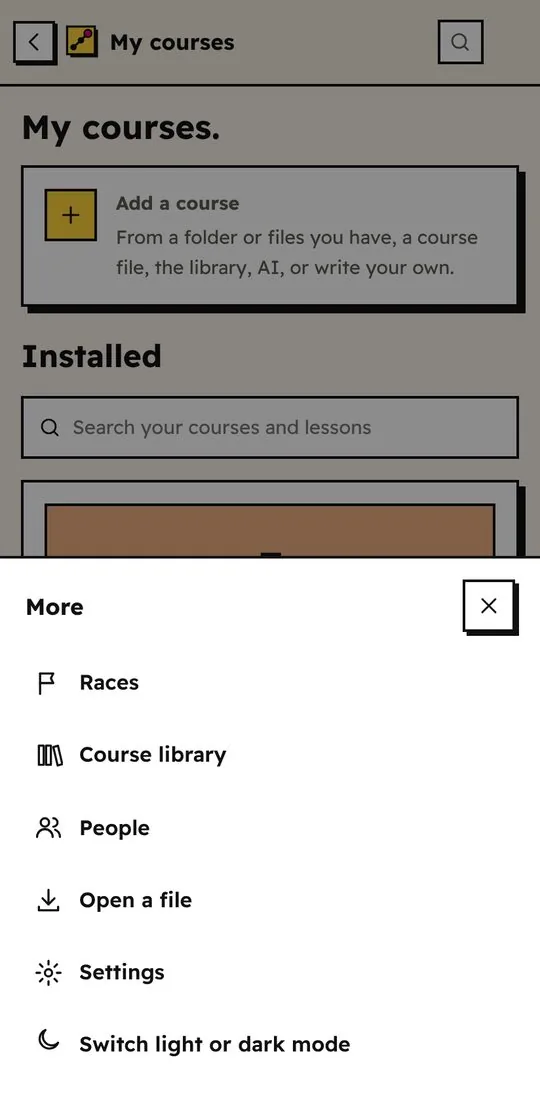 My courses
My courses.
Add a course
From a folder or files you have, a course
file, the library, AI, or write your own.
Installed
Search your courses and lessons
More
Races
Course library
People
Open a file
Settings
Switch light or dark mode